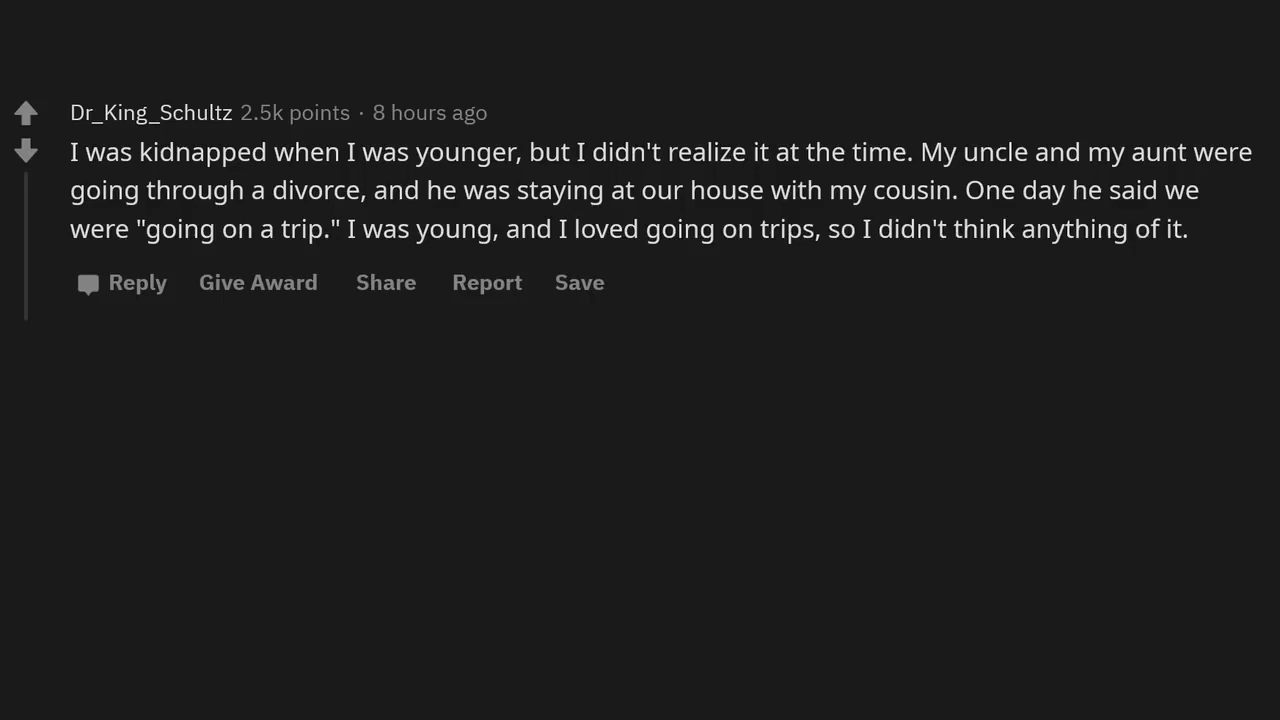 Dr_King_Schultz 2.5k points · 8 hours ago
I was kidnapped when I was younger, but I didn't realize it at the time. My uncle and my aunt were
going through a divorce, and he was staying at our house with my cousin. One day he said we
were "going on a trip." I was young, and I loved going on trips, so I didn't think anything of it.
Reply Give Award Share Report Save